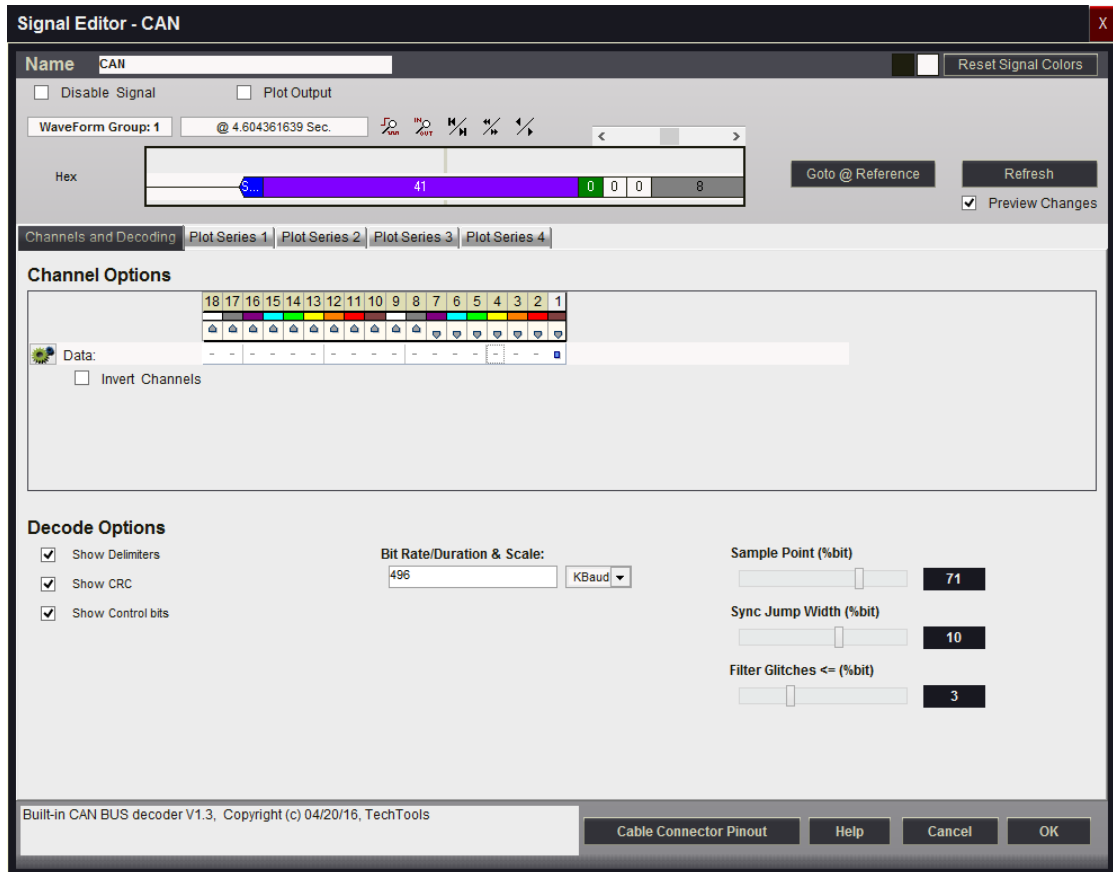 Signal Editor - CAN
X
Name CAN Reset Signal Colors
Disable Signal Plot Output
WaveForm Group: 1 @ 4.604361639 Sec. IN OUT
< >
Hex S... 41 0 0 0 8 Goto @ Reference Refresh
Preview Changes
Channels and Decoding Plot Series 1 Plot Series 2 Plot Series 3 Plot Series 4
Channel Options
18 17 16 15 14 13 12 11 10 9 8 7 6 5 4 3 2 1
Data: - - - - - - - - - - - - - - - - -
Invert Channels
Decode Options
Show Delimiters Bit Rate/Duration & Scale: Sample Point (%bit)
Show CRC 496 KBaud 71
Show Control bits Sync Jump Width (%bit)
10
Filter Glitches <= (%bit)
3
Built-in CAN BUS decoder V1.3, Copyright (c) 04/20/16, TechTools
Cable Connector Pinout Help Cancel OK